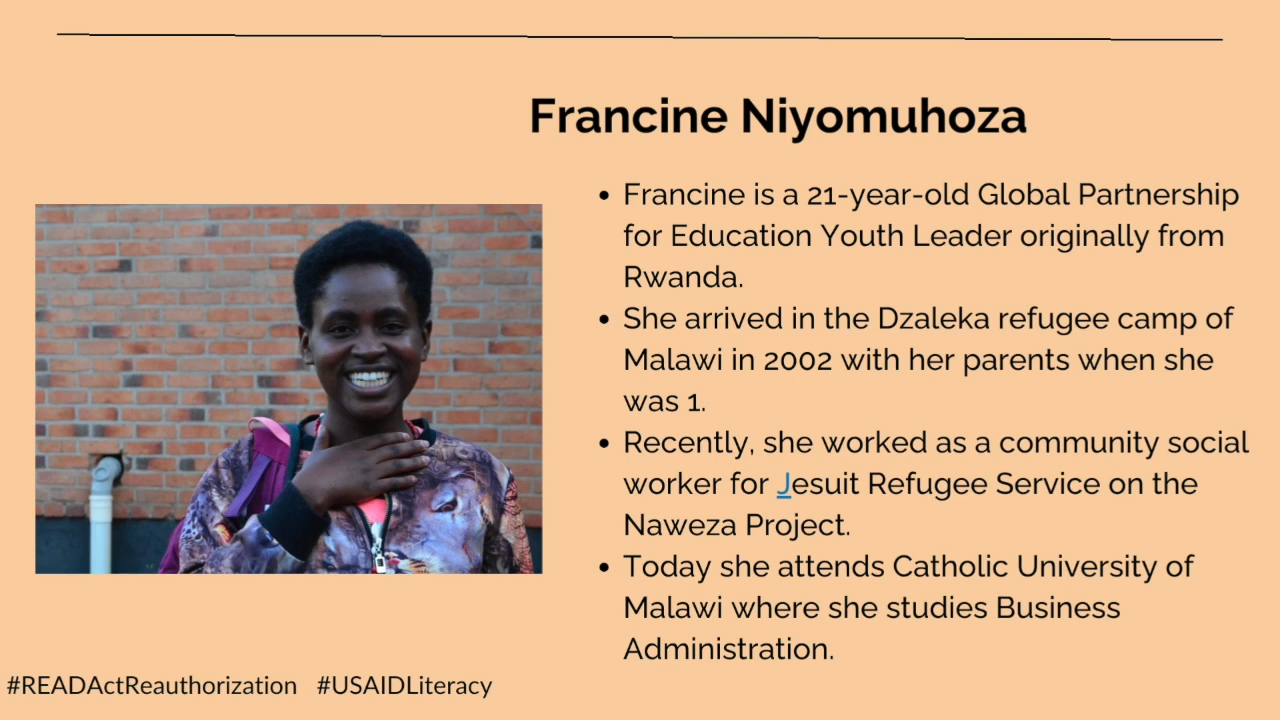 Francine Niyomuhoza
• Francine is a 21-year-old Global Partnership
for Education Youth Leader originally from
Rwanda.
• She arrived in the Dzaleka refugee camp of
Malawi in 2002 with her parents when she
was 1.
• Recently, she worked as a community social
worker for Jesuit Refugee Service on the
Naweza Project.
• Today she attends Catholic University of
Malawi where she studies Business
Administration.
#READActReauthorization #USAIDLiteracy